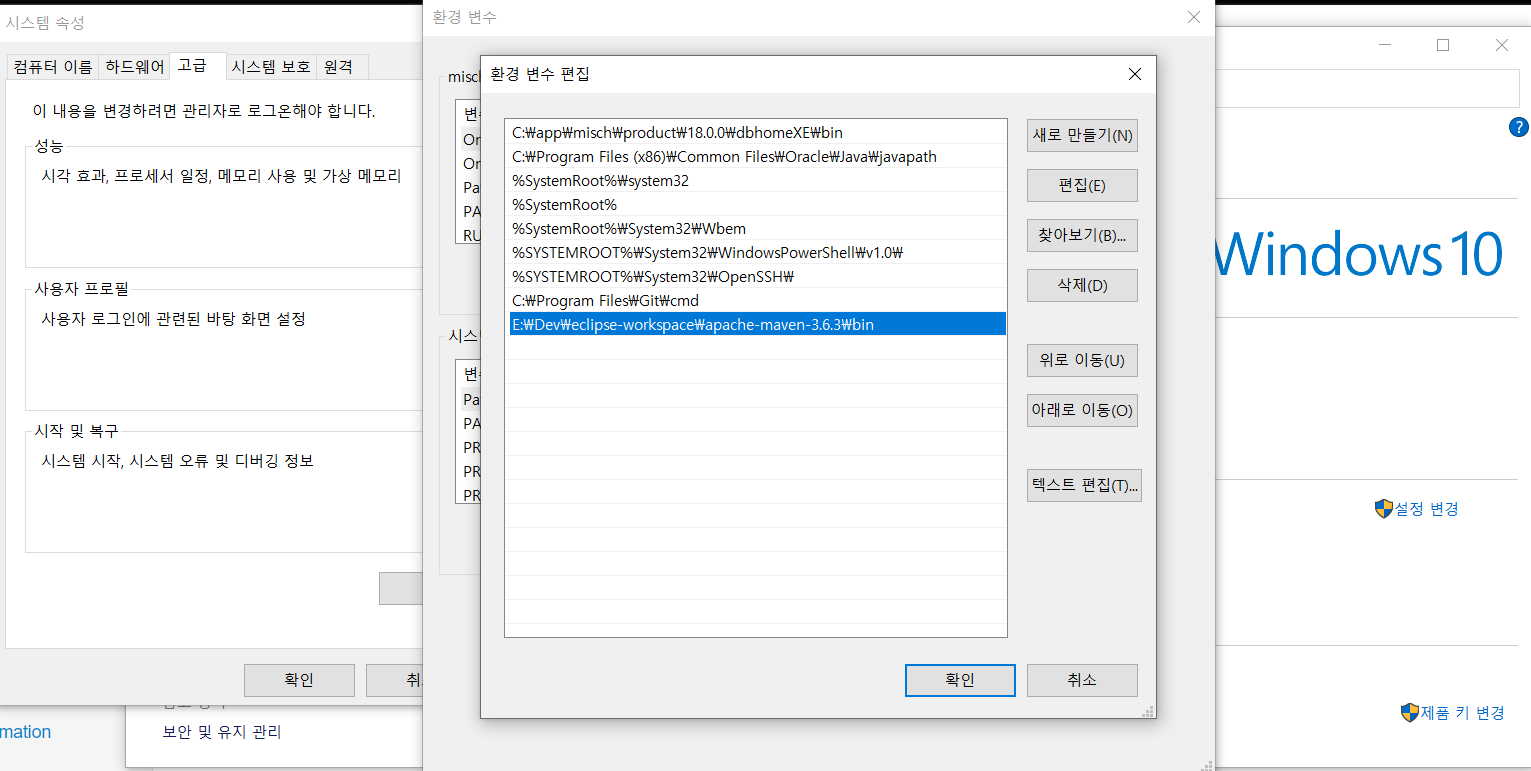 시스템 속성
컴퓨터 이름
하드웨어
고급
시스템 보호
원격
이 내용을 변경하려면 관리자로 로그온해야 합니다.
성능
시각 효과, 프로세서 일정, 메모리 사용 및 가상 메모리
사용자 프로필
사용자 로그인에 관련된 바탕 화면 설정
시작 및 복구
시스템 시작, 시스템 오류 및 디버깅 정보
확인
mation
보안 및 유지 관리
환경 변수
Pa
PA
RU
Pa
PA
PR
PR
PR
환경 변수 편집
C:₩app₩misch₩product₩18.0.0₩dbhomeXE₩bin
C:₩Program Files (x86)₩Common Files₩Oracle₩Java₩javapath
%SystemRoot%₩system32
%SystemRoot%
%SystemRoot%₩System32₩Wbem
%SYSTEMROOT%₩System32₩WindowsPowerShell₩v1.0₩
%SYSTEMROOT%₩System32₩OpenSSH₩
C:₩Program Files₩Git₩cmd
E:₩Dev₩eclipse-workspace₩apache-maven-3.6.3₩bin
새로 만들기(N)
편집(E)
찾아보기(B)...
삭제(D)
위로 이동(U)
아래로 이동(O)
텍스트 편집(T)...
확인
취소
?
Windows 10
설정 변경
제품 키 변경